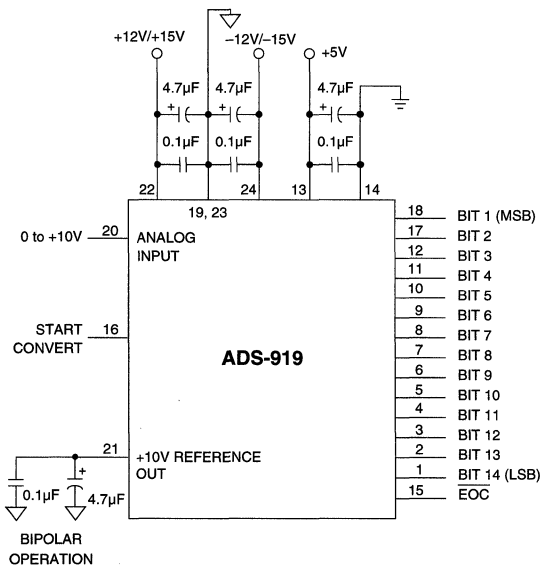 +12V/+15V
–12V/–15V
+5V
4.7µF
4.7µF
4.7µF
+
+
+
0.1µF
0.1µF
0.1µF
22
24
13
14
19, 23
0 to +10V
20
ANALOG
INPUT
START
CONVERT
16
ADS-919
21
+10V REFERENCE
OUT
+
0.1µF
4.7µF
BIPOLAR
OPERATION
18 BIT 1 (MSB)
17 BIT 2
12 BIT 3
11 BIT 4
10 BIT 5
9 BIT 6
8 BIT 7
7 BIT 8
6 BIT 9
5 BIT 10
4 BIT 11
3 BIT 12
2 BIT 13
1 BIT 14 (LSB)
15 EOC